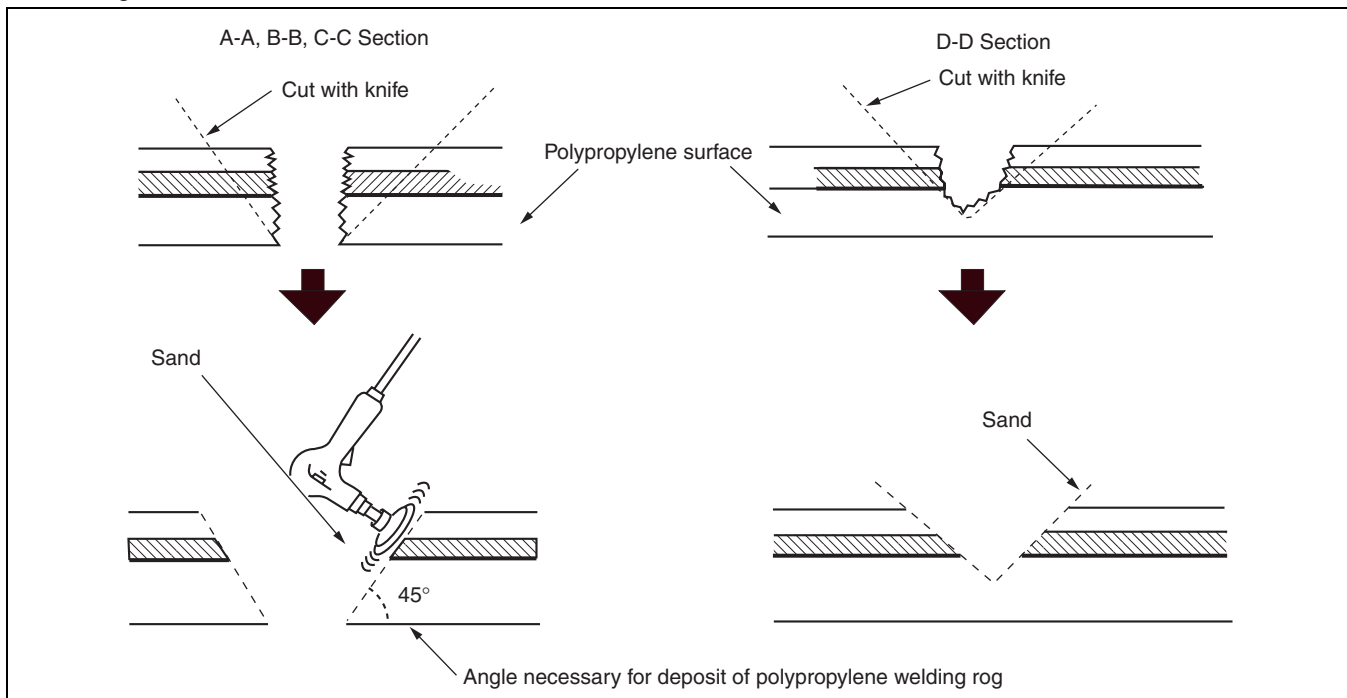 A-A, B-B, C-C Section
Cut with knife
D-D Section
Cut with knife
Polypropylene surface
Sand
45°
Sand
Angle necessary for deposit of polypropylene welding rog